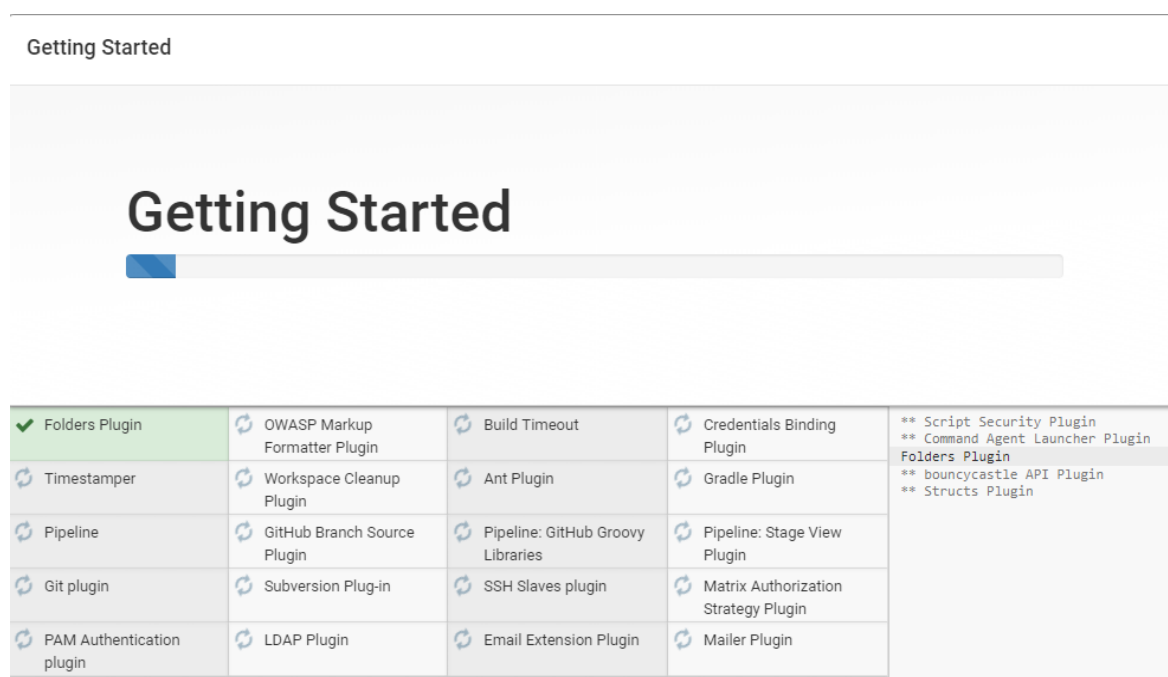 Getting Started
Getting Started
Folders Plugin
OWASP Markup
Formatter Plugin
Build Timeout
Credentials Binding
Plugin
Timestamper
Workspace Cleanup
Plugin
Ant Plugin
Gradle Plugin
Pipeline
GitHub Branch Source
Plugin
Pipeline: GitHub Groovy
Libraries
Pipeline: Stage View
Plugin
Git plugin
Subversion Plug-in
SSH Slaves plugin
Matrix Authorization
Strategy Plugin
PAM Authentication
plugin
LDAP Plugin
Email Extension Plugin
Mailer Plugin
** Script Security Plugin
** Command Agent Launcher Plugin
Folders Plugin
** bouncycastle API Plugin
** Structs Plugin